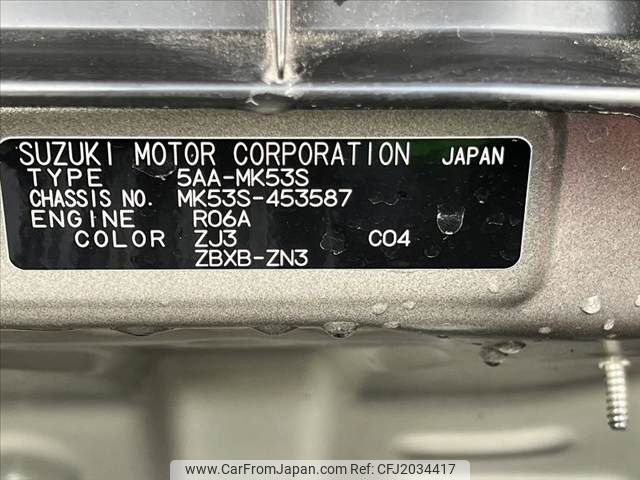 SUZUKI MOTOR CORPORATION JAPAN
TYPE 5AA-MK53S
CHASSIS NO. MK53S-453587
ENGINE R06A
COLOR ZJ3 C04
ZBXB-ZN3
www.CarFromJapan.com | © CarFromJapan | CFJ2034417